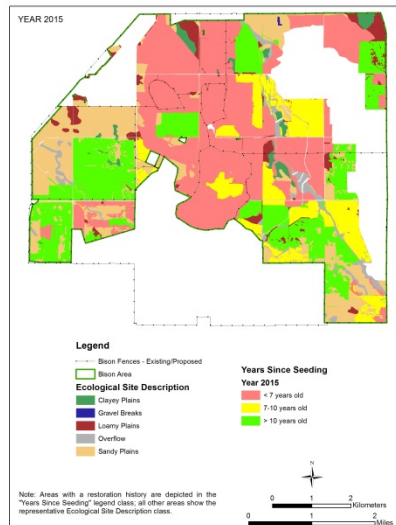 YEAR 2015
Legend
Bison Fences - Existing/Proposed
Bison Area
Ecological Site Description
Clayey Plains
Gravel Breaks
Loamy Plains
Overflow
Sandy Plains
Years Since Seeding
Year 2015
< 7 years old
7-10 years old
> 10 years old
Note: Areas with a restoration history are depicted in the
"Years Since Seeding" legend class; all other areas show the
representative Ecological Site Description class.
N
0 1 2
Kilometers
0 1 2
Miles